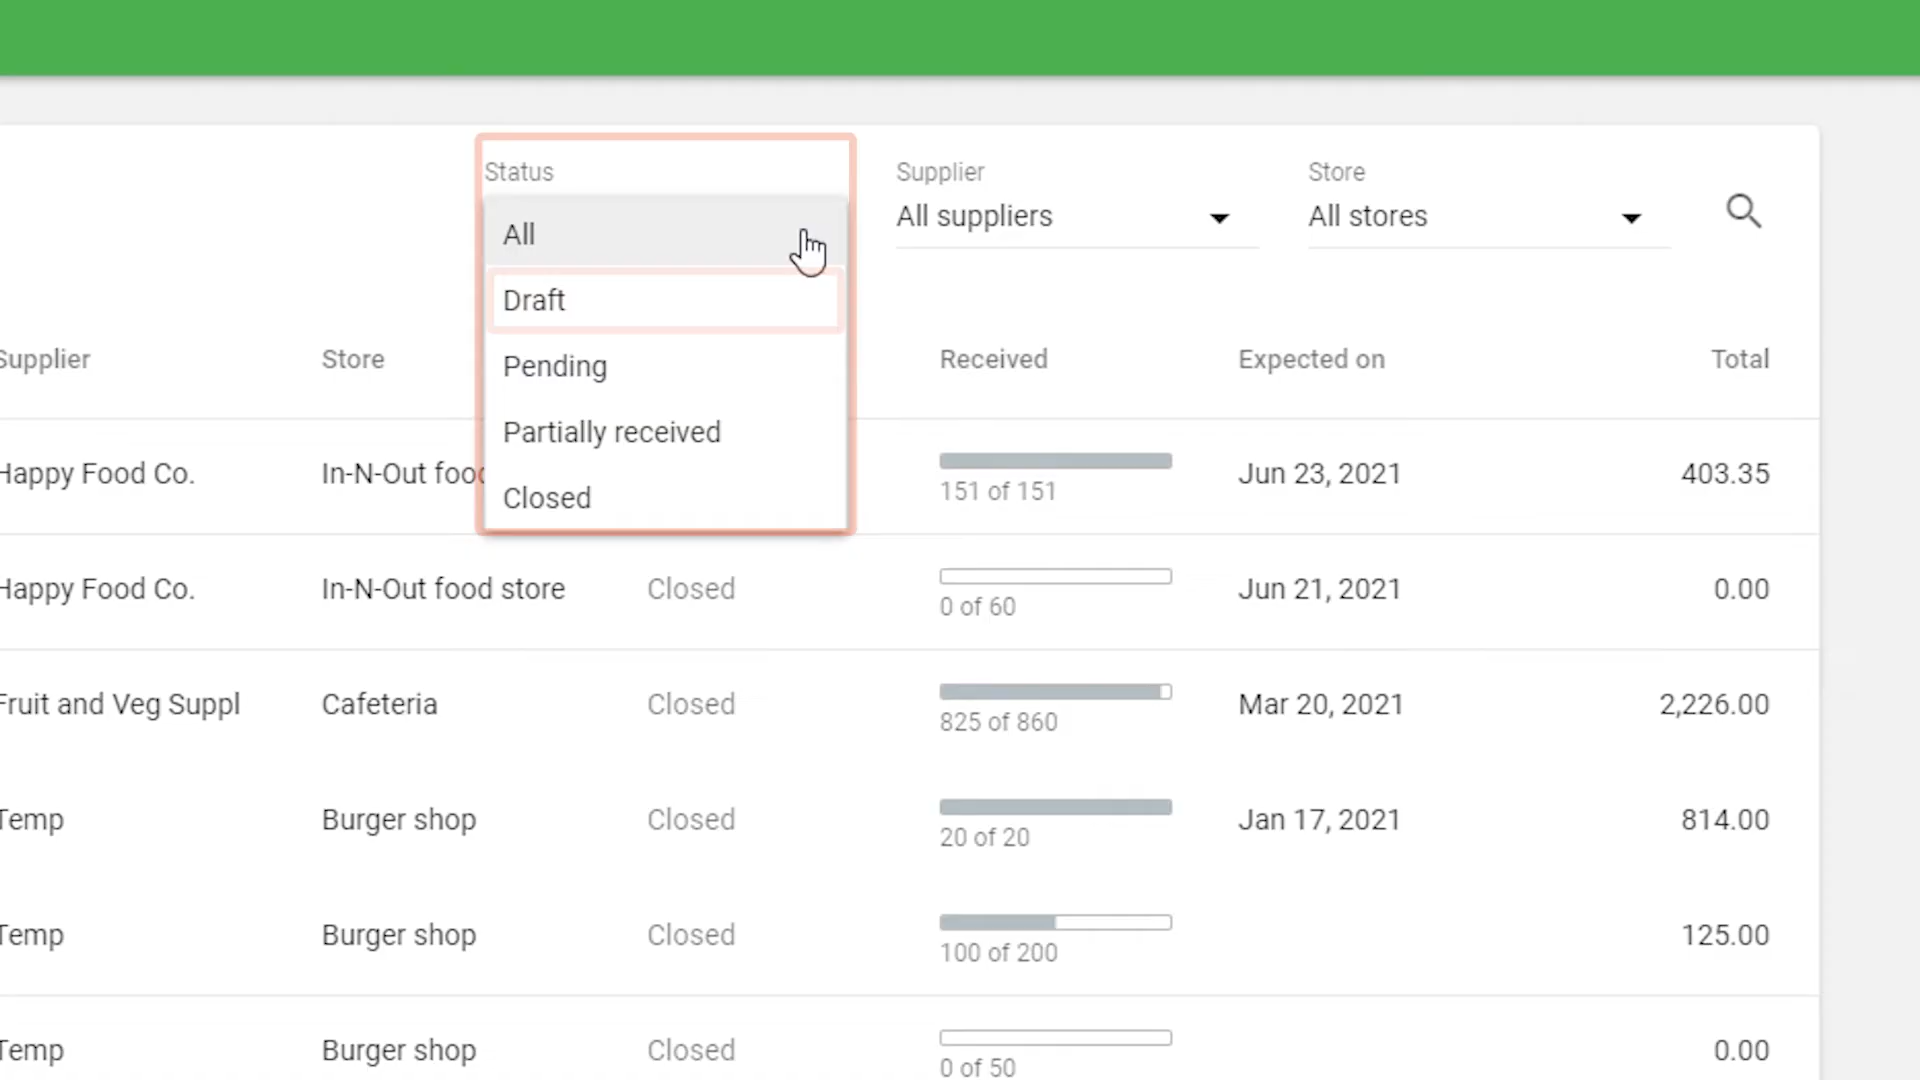 Status
All
Draft
Pending
Partially received
Closed
Supplier
All suppliers
Store
All stores
Supplier Store Received Expected on Total
Happy Food Co. In-N-Out food 151 of 151 Jun 23, 2021 403.35
Happy Food Co. In-N-Out food store Closed 0 of 60 Jun 21, 2021 0.00
Fruit and Veg Suppl Cafeteria Closed 825 of 860 Mar 20, 2021 2,226.00
Temp Burger shop Closed 20 of 20 Jan 17, 2021 814.00
Temp Burger shop Closed 100 of 200 125.00
Temp Burger shop Closed 0 of 50 0.00